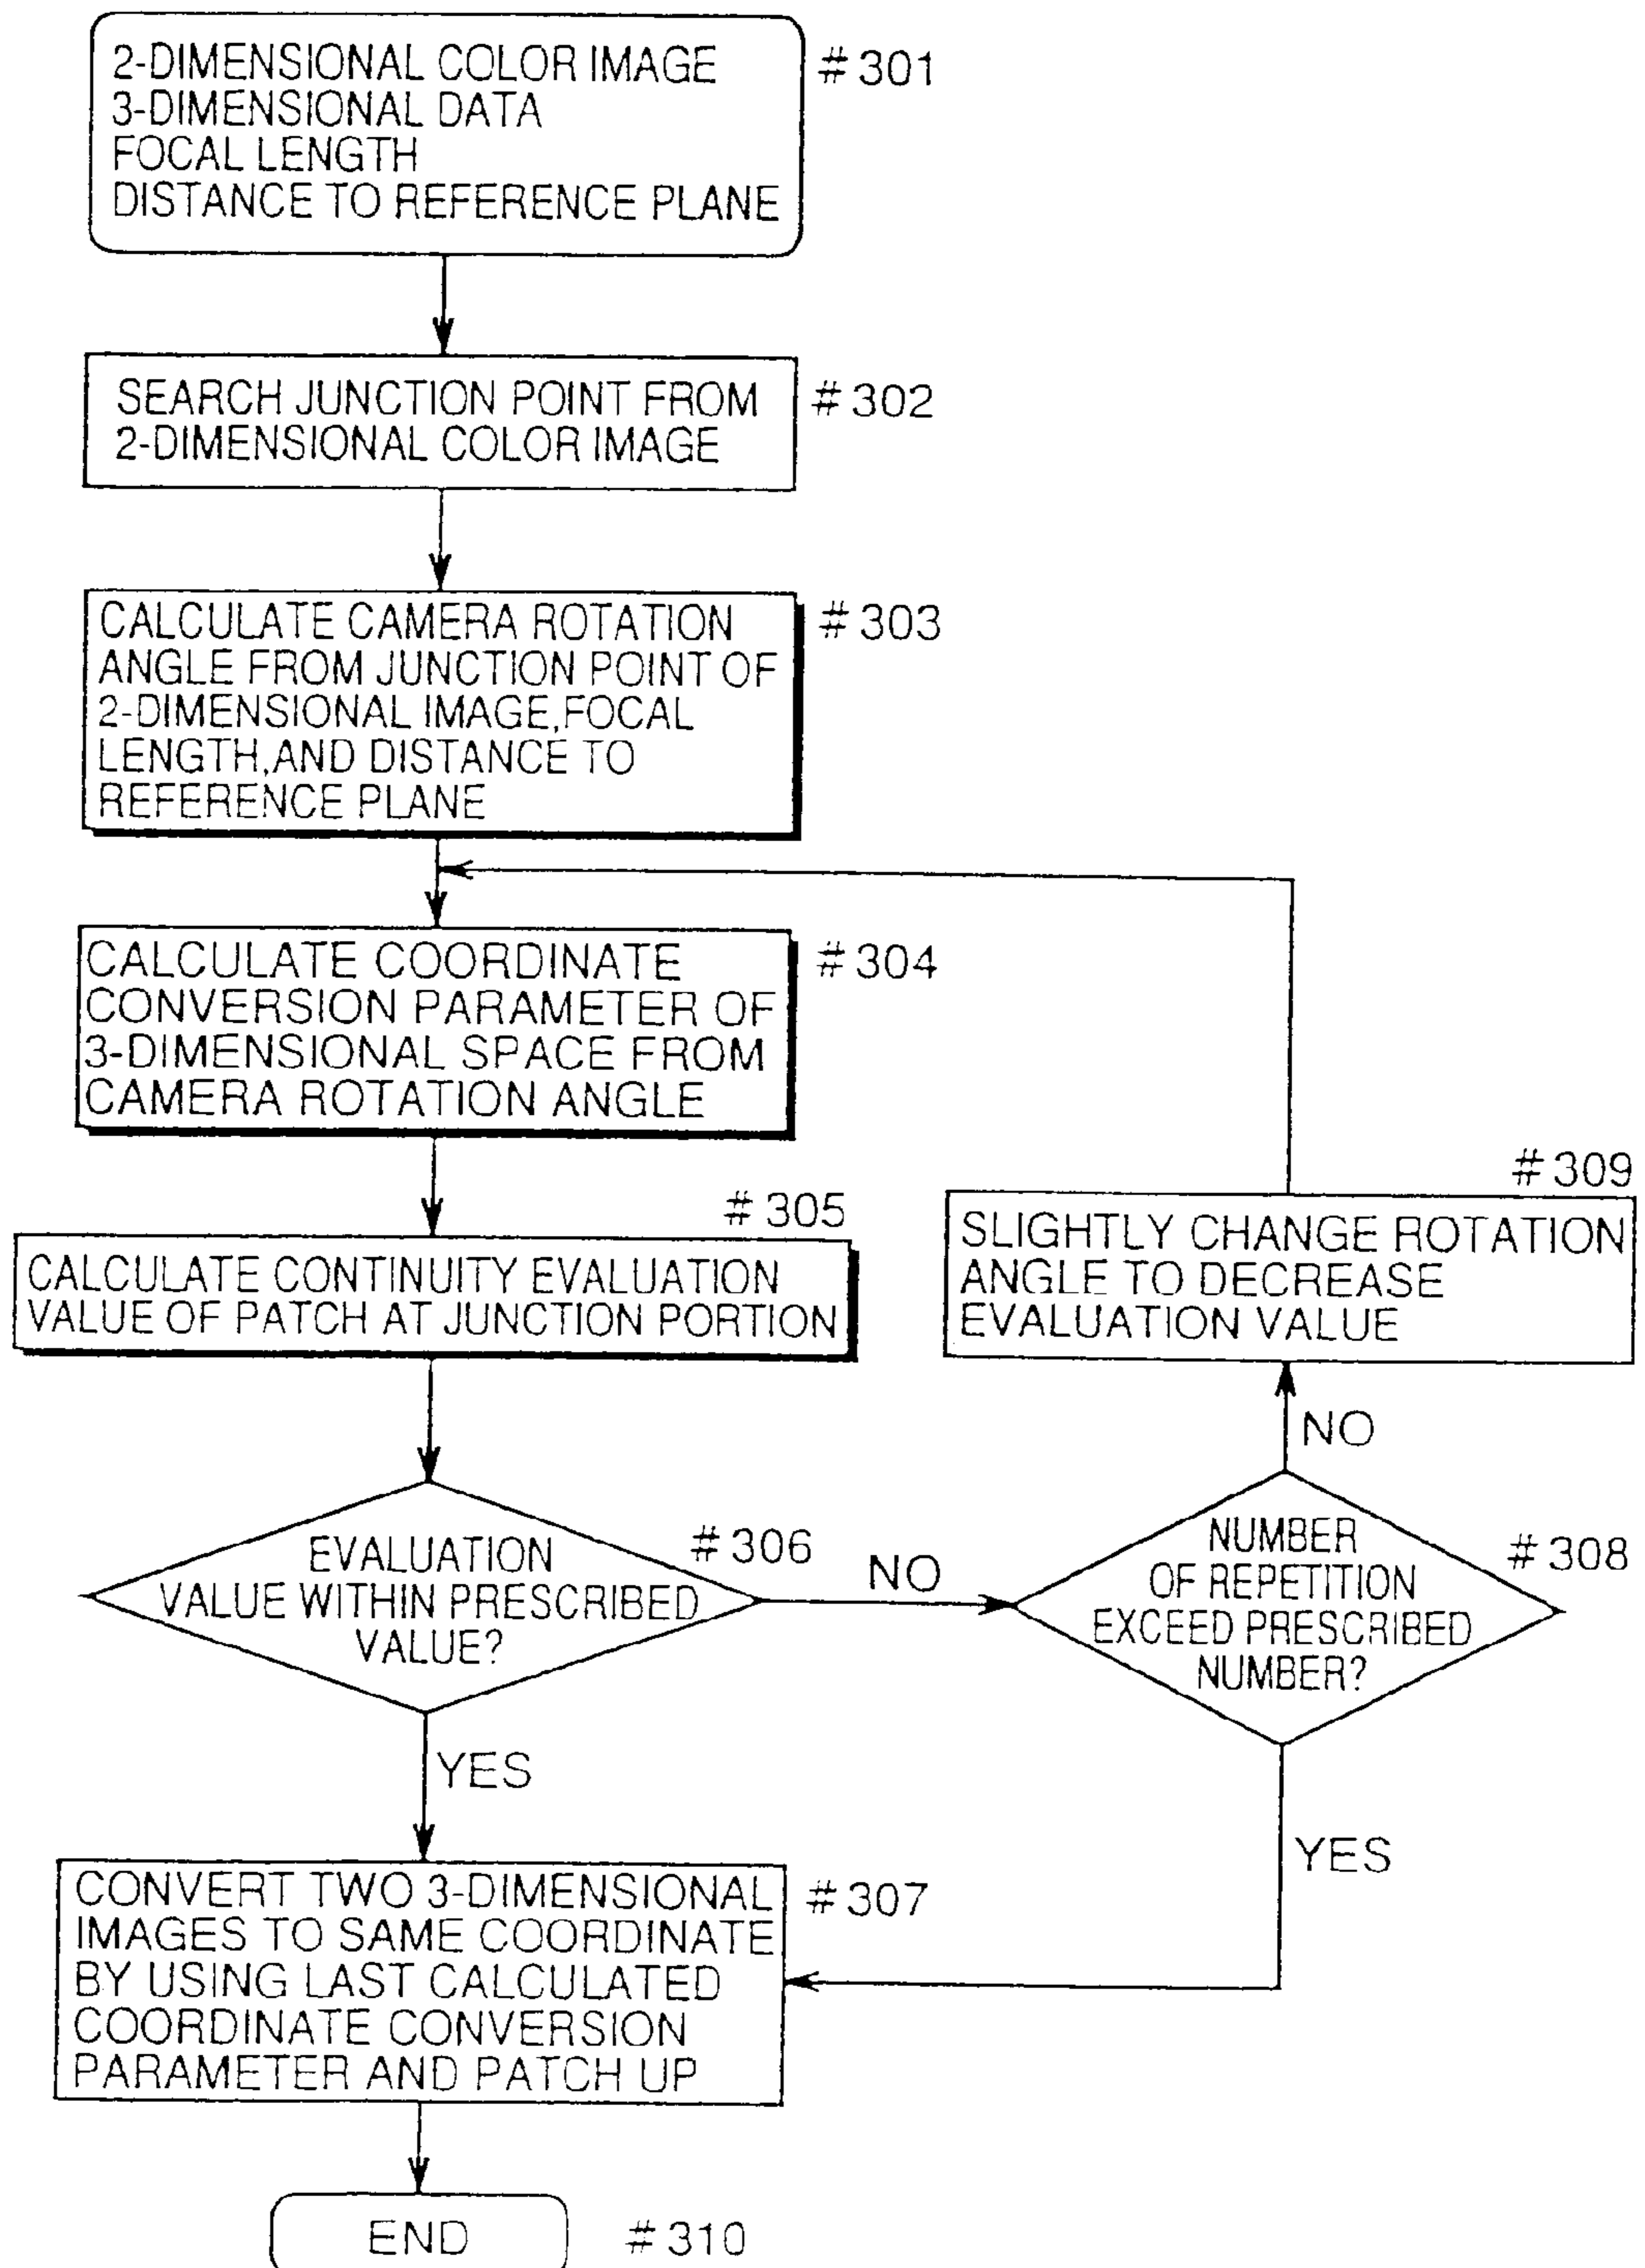 2-DIMENSIONAL COLOR IMAGE
3-DIMENSIONAL DATA
FOCAL LENGTH
DISTANCE TO REFERENCE PLANE
#301
SEARCH JUNCTION POINT FROM
2-DIMENSIONAL COLOR IMAGE
#302
CALCULATE CAMERA ROTATION
ANGLE FROM JUNCTION POINT OF
2-DIMENSIONAL IMAGE,FOCAL
LENGTH,AND DISTANCE TO
REFERENCE PLANE
#303
CALCULATE COORDINATE
CONVERSION PARAMETER OF
3-DIMENSIONAL SPACE FROM
CAMERA ROTATION ANGLE
#304
#305
CALCULATE CONTINUITY EVALUATION
VALUE OF PATCH AT JUNCTION PORTION
#309
SLIGHTLY CHANGE ROTATION
ANGLE TO DECREASE
EVALUATION VALUE
NO
EVALUATION
VALUE WITHIN PRESCRIBED
VALUE?
#306
NO
NUMBER
OF REPETITION
EXCEED PRESCRIBED
NUMBER?
#308
YES
YES
CONVERT TWO 3-DIMENSIONAL
IMAGES TO SAME COORDINATE
BY USING LAST CALCULATED
COORDINATE CONVERSION
PARAMETER AND PATCH UP
#307
END
#310